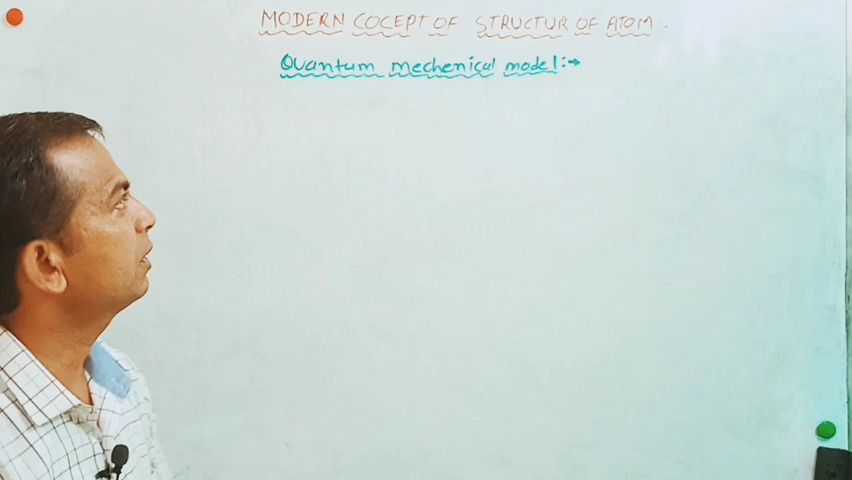 MODERN COCEPT OF STRUCTUR OF ATOM:-
Quantum mechenical model:→